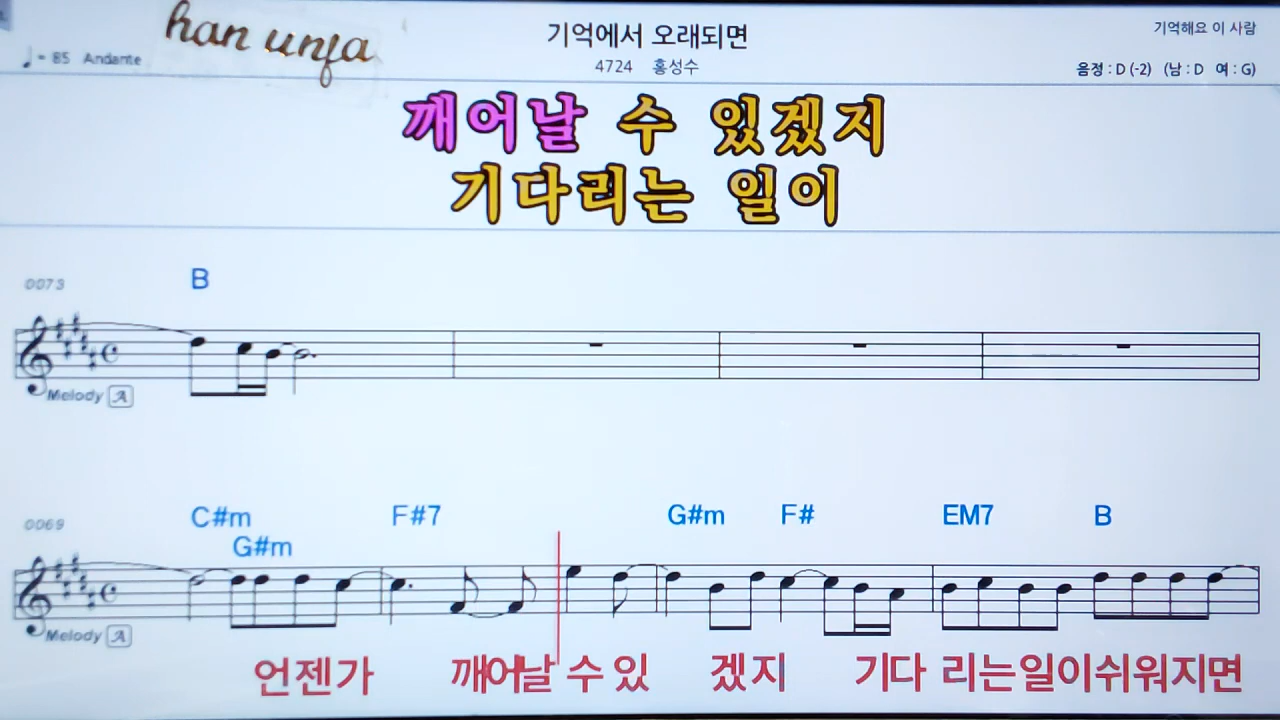 han unfa
기억에서 오래되면
기억해요 이 사람
♩= 85 Andante
4724 홍성수
음정 : D (-2) (남 : D 여 : G)
깨어날 수 있겠지
기다리는 일이
0073
B
Melody A
0069
C#m F#7 G#m F# EM7 B
G#m
Melody A
언젠가 깨어날 수 있 겠지 기다 리는일이쉬워지면